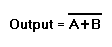 Output = A̅+̅B̅